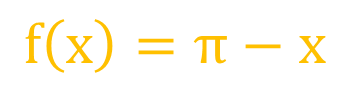 f(x) = π − x